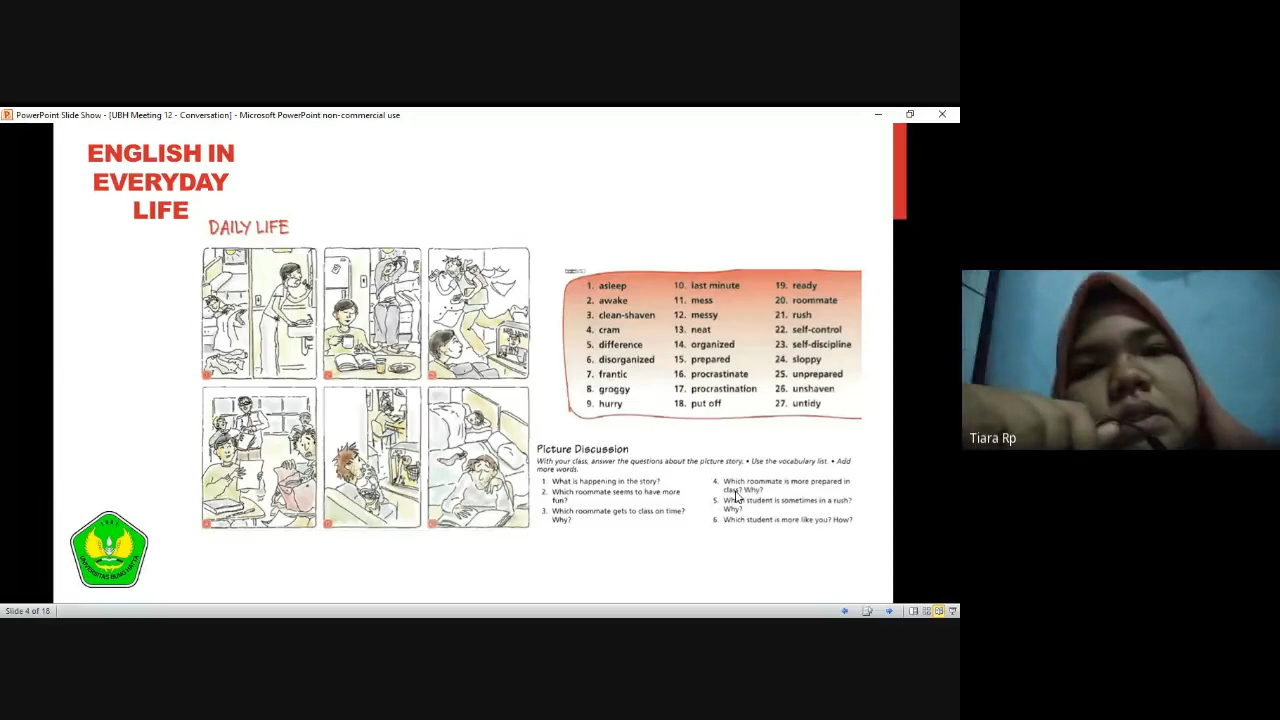 PowerPoint Slide Show - [UBH Meeting 12 - Conversation] - Microsoft PowerPoint non-commercial use
ENGLISH IN
EVERYDAY
LIFE
DAILY LIFE
1. asleep
2. awake
3. clean-shaven
4. cram
5. difference
6. disorganized
7. frantic
8. groggy
9. hurry
10. last minute
11. mess
12. messy
13. neat
14. organized
15. prepared
16. procrastinate
17. procrastination
18. put off
19. ready
20. roommate
21. rush
22. self-control
23. self-discipline
24. sloppy
25. unprepared
26. unshaven
27. untidy
Picture Discussion
With your class, answer the questions about the picture story. • Use the vocabulary list. • Add
more words.
1. What is happening in the story?
2. Which roommate seems to have more
fun?
3. Which roommate gets to class on time?
Why?
4. Which roommate is more prepared in
class? Why?
5. Which student is sometimes in a rush?
Why?
6. Which student is more like you? How?
1981
UNIVERSITAS BUNG HATTA
Slide 4 of 18
Tiara Rp